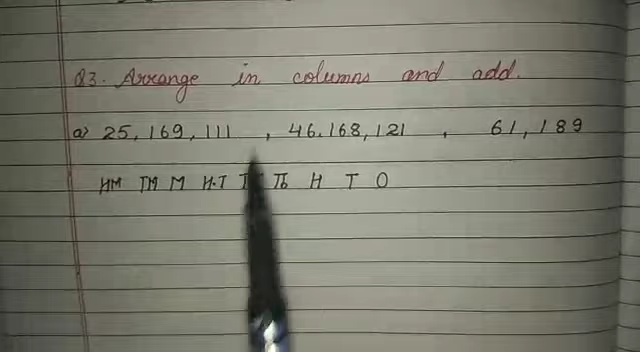 Q3. Arrange in columns and add.
a) 25,169,111 , 46,168,121 , 61,189
HM TM M H.T Th H T O